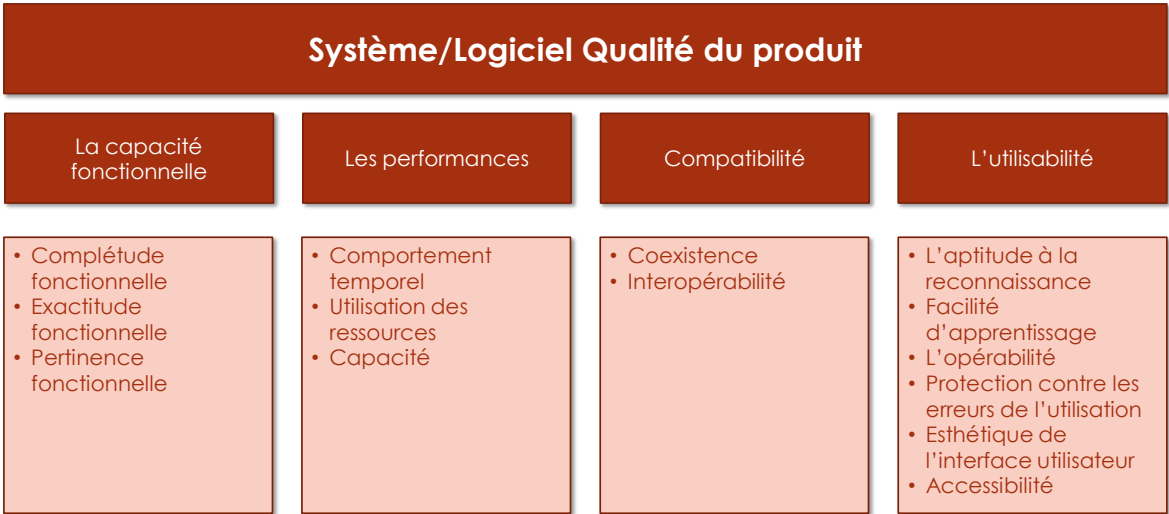 Système/Logiciel Qualité du produit
La capacité
fonctionnelle
Les performances
Compatibilité
L'utilisabilité
• Complétude
fonctionnelle
• Exactitude
fonctionnelle
• Pertinence
fonctionnelle
• Comportement
temporel
• Utilisation des
ressources
• Capacité
• Coexistence
• Interopérabilité
• L'aptitude à la
reconnaissance
• Facilité
d'apprentissage
• L'opérabilité
• Protection contre les
erreurs de l'utilisation
• Esthétique de
l'interface utilisateur
• Accessibilité